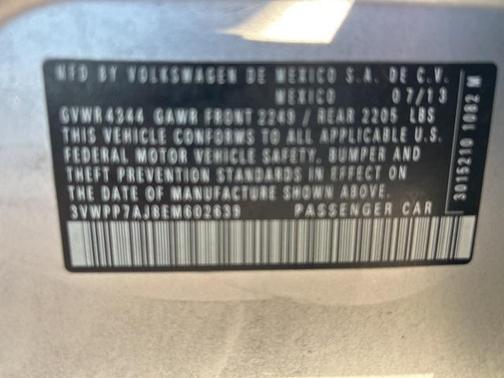 MFD BY VOLKSWAGEN DE MEXICO S.A. DE C.V.
MEXICO 07/13
GVWR 4344 GAWR FRONT 2249 / REAR 2205 LBS
THIS VEHICLE CONFORMS TO ALL APPLICABLE U.S.
FEDERAL MOTOR VEHICLE SAFETY, BUMPER AND
THEFT PREVENTION STANDARDS IN EFFECT ON
THE DATE OF MANUFACTURE SHOWN ABOVE.
3VWPP7AJ8EM602639 PASSENGER CAR
3015210 1082 M